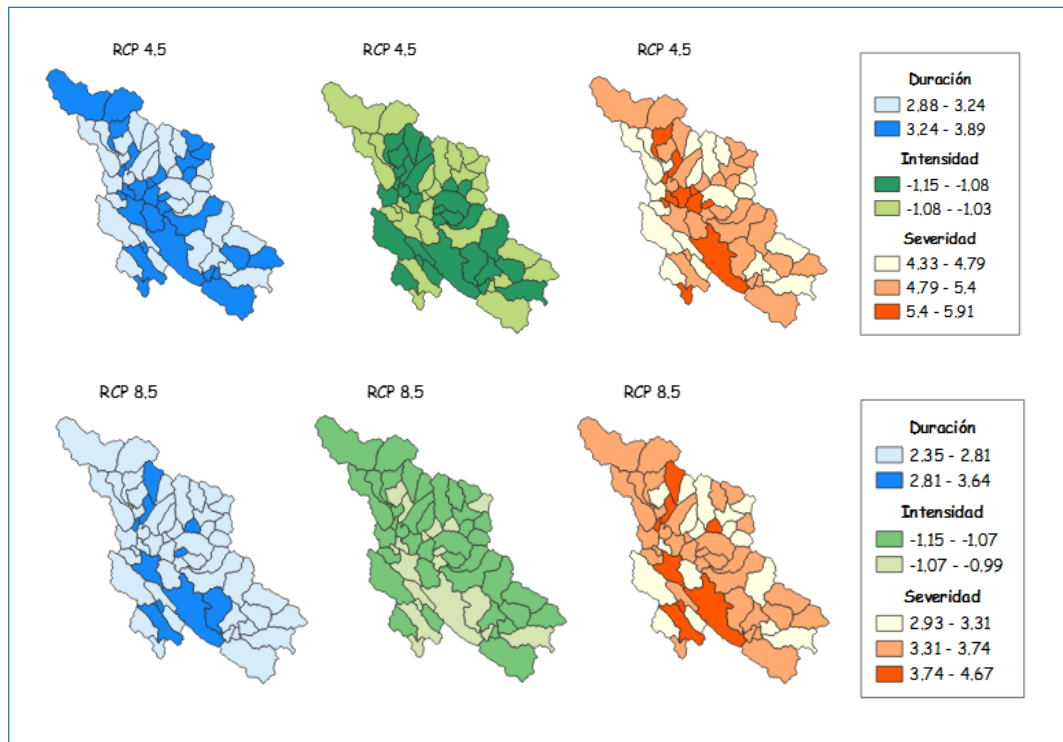 RCP 4,5
RCP 4,5
RCP 4,5
Duración
2.88 - 3.24
3.24 - 3.89
Intensidad
-1.15 - -1.08
-1.08 - -1.03
Severidad
4.33 - 4.79
4.79 - 5.4
5.4 - 5.91
RCP 8,5
RCP 8,5
RCP 8,5
Duración
2.35 - 2.81
2.81 - 3.64
Intensidad
-1.15 - -1.07
-1.07 - -0.99
Severidad
2.93 - 3.31
3.31 - 3.74
3.74 - 4.67